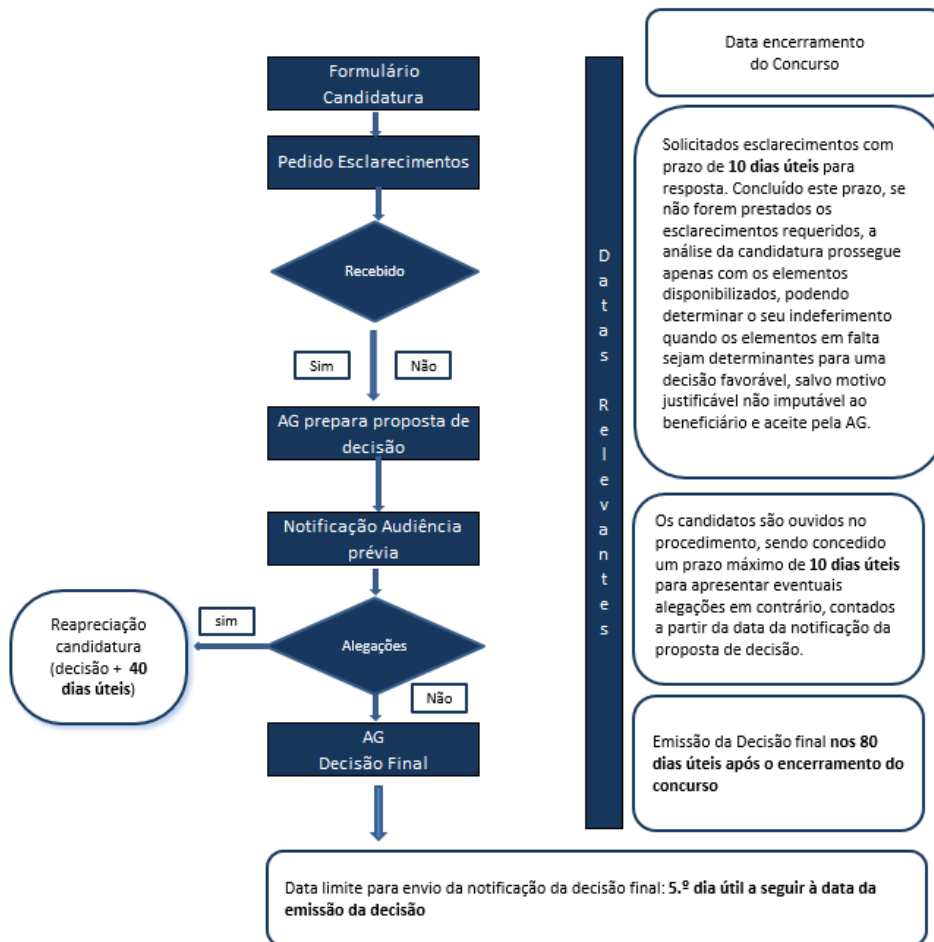 Formulário
Candidatura
Pedido Esclarecimentos
Recebido
Sim
Não
AG prepara proposta de
decisão
Notificação Audiência
prévia
Alegações
sim
Reapreciação
candidatura
(decisão + 40
dias úteis)
Não
AG
Decisão Final
Datas Relevantes
Data encerramento
do Concurso
Solicitados esclarecimentos com
prazo de 10 dias úteis para
resposta. Concluído este prazo, se
não forem prestados os
esclarecimentos requeridos, a
análise da candidatura prossegue
apenas com os elementos
disponibilizados, podendo
determinar o seu indeferimento
quando os elementos em falta
sejam determinantes para uma
decisão favorável, salvo motivo
justificável não imputável ao
beneficiário e aceite pela AG.
Os candidatos são ouvidos no
procedimento, sendo concedido
um prazo máximo de 10 dias úteis
para apresentar eventuais
alegações em contrário, contados
a partir da data da notificação da
proposta de decisão.
Emissão da Decisão final nos 80
dias úteis após o encerramento do
concurso
Data limite para envio da notificação da decisão final: 5.º dia útil a seguir à data da
emissão da decisão